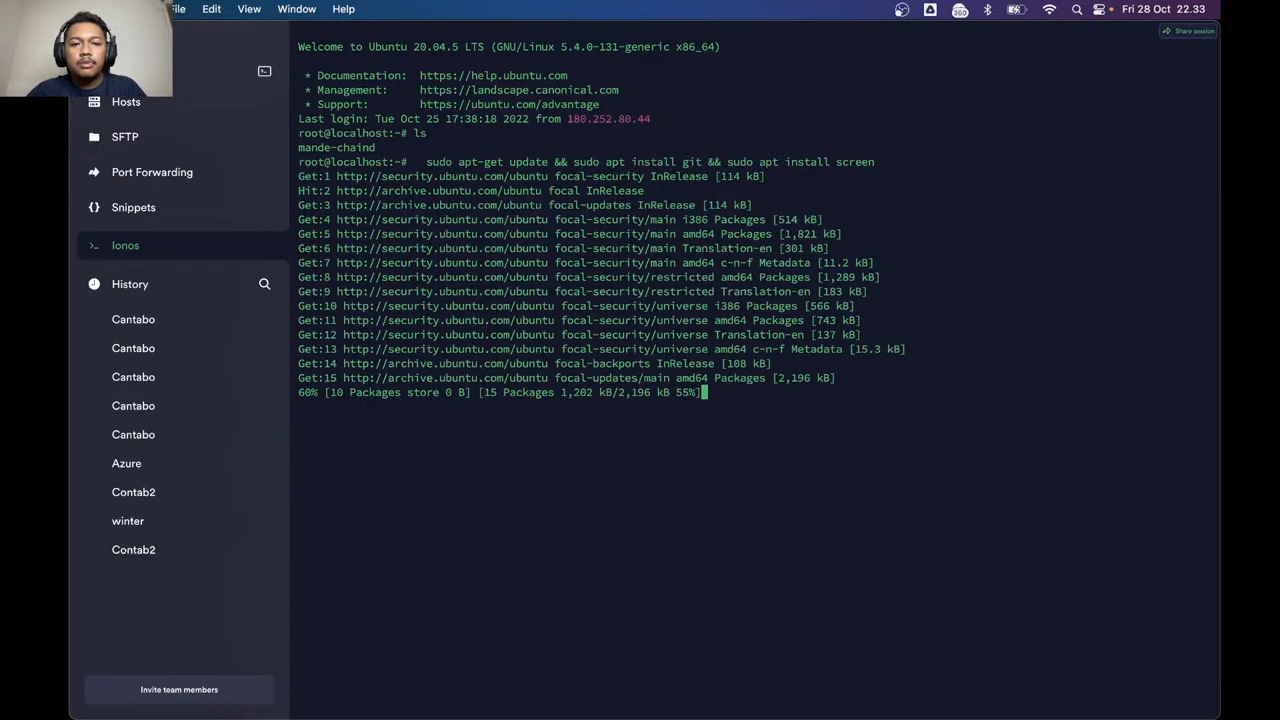 File Edit View Window Help
360
Fri 28 Oct 22.33
Share session
Hosts
SFTP
Port Forwarding
Snippets
Ionos
History
Cantabo
Cantabo
Cantabo
Cantabo
Cantabo
Azure
Contab2
winter
Contab2
Invite team members
Welcome to Ubuntu 20.04.5 LTS (GNU/Linux 5.4.0-131-generic x86_64)
* Documentation: https://help.ubuntu.com
* Management: https://landscape.canonical.com
* Support: https://ubuntu.com/advantage
Last login: Tue Oct 25 17:38:18 2022 from 180.252.80.44
root@localhost:~# ls
mande-chaind
root@localhost:~# sudo apt-get update && sudo apt install git && sudo apt install screen
Get:1 http://security.ubuntu.com/ubuntu focal-security InRelease [114 kB]
Hit:2 http://archive.ubuntu.com/ubuntu focal InRelease
Get:3 http://archive.ubuntu.com/ubuntu focal-updates InRelease [114 kB]
Get:4 http://security.ubuntu.com/ubuntu focal-security/main i386 Packages [514 kB]
Get:5 http://security.ubuntu.com/ubuntu focal-security/main amd64 Packages [1,821 kB]
Get:6 http://security.ubuntu.com/ubuntu focal-security/main Translation-en [301 kB]
Get:7 http://security.ubuntu.com/ubuntu focal-security/main amd64 c-n-f Metadata [11.2 kB]
Get:8 http://security.ubuntu.com/ubuntu focal-security/restricted amd64 Packages [1,289 kB]
Get:9 http://security.ubuntu.com/ubuntu focal-security/restricted Translation-en [183 kB]
Get:10 http://security.ubuntu.com/ubuntu focal-security/universe i386 Packages [566 kB]
Get:11 http://security.ubuntu.com/ubuntu focal-security/universe amd64 Packages [743 kB]
Get:12 http://security.ubuntu.com/ubuntu focal-security/universe Translation-en [137 kB]
Get:13 http://security.ubuntu.com/ubuntu focal-security/universe amd64 c-n-f Metadata [15.3 kB]
Get:14 http://archive.ubuntu.com/ubuntu focal-backports InRelease [108 kB]
Get:15 http://archive.ubuntu.com/ubuntu focal-updates/main amd64 Packages [2,196 kB]
60% [10 Packages store 0 B] [15 Packages 1,202 kB/2,196 kB 55%]